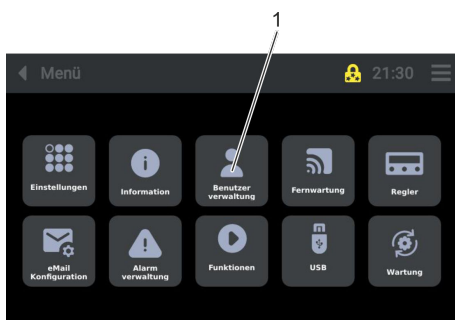 1
Menü
21:30
Einstellungen
Information
Benutzer
verwaltung
Fernwartung
Regler
eMail
Konfiguration
Alarm
verwaltung
Funktionen
USB
Wartung